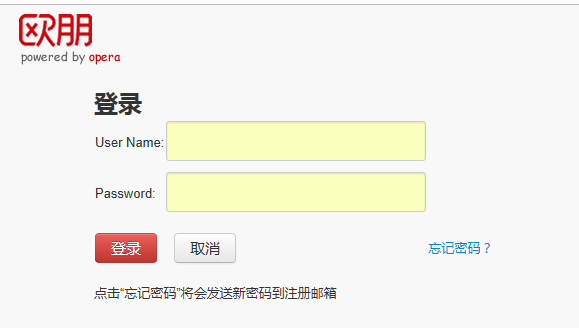 欧朋
powered by opera
登录
User Name:
Password:
登录 取消 忘记密码？
点击“忘记密码”将会发送新密码到注册邮箱